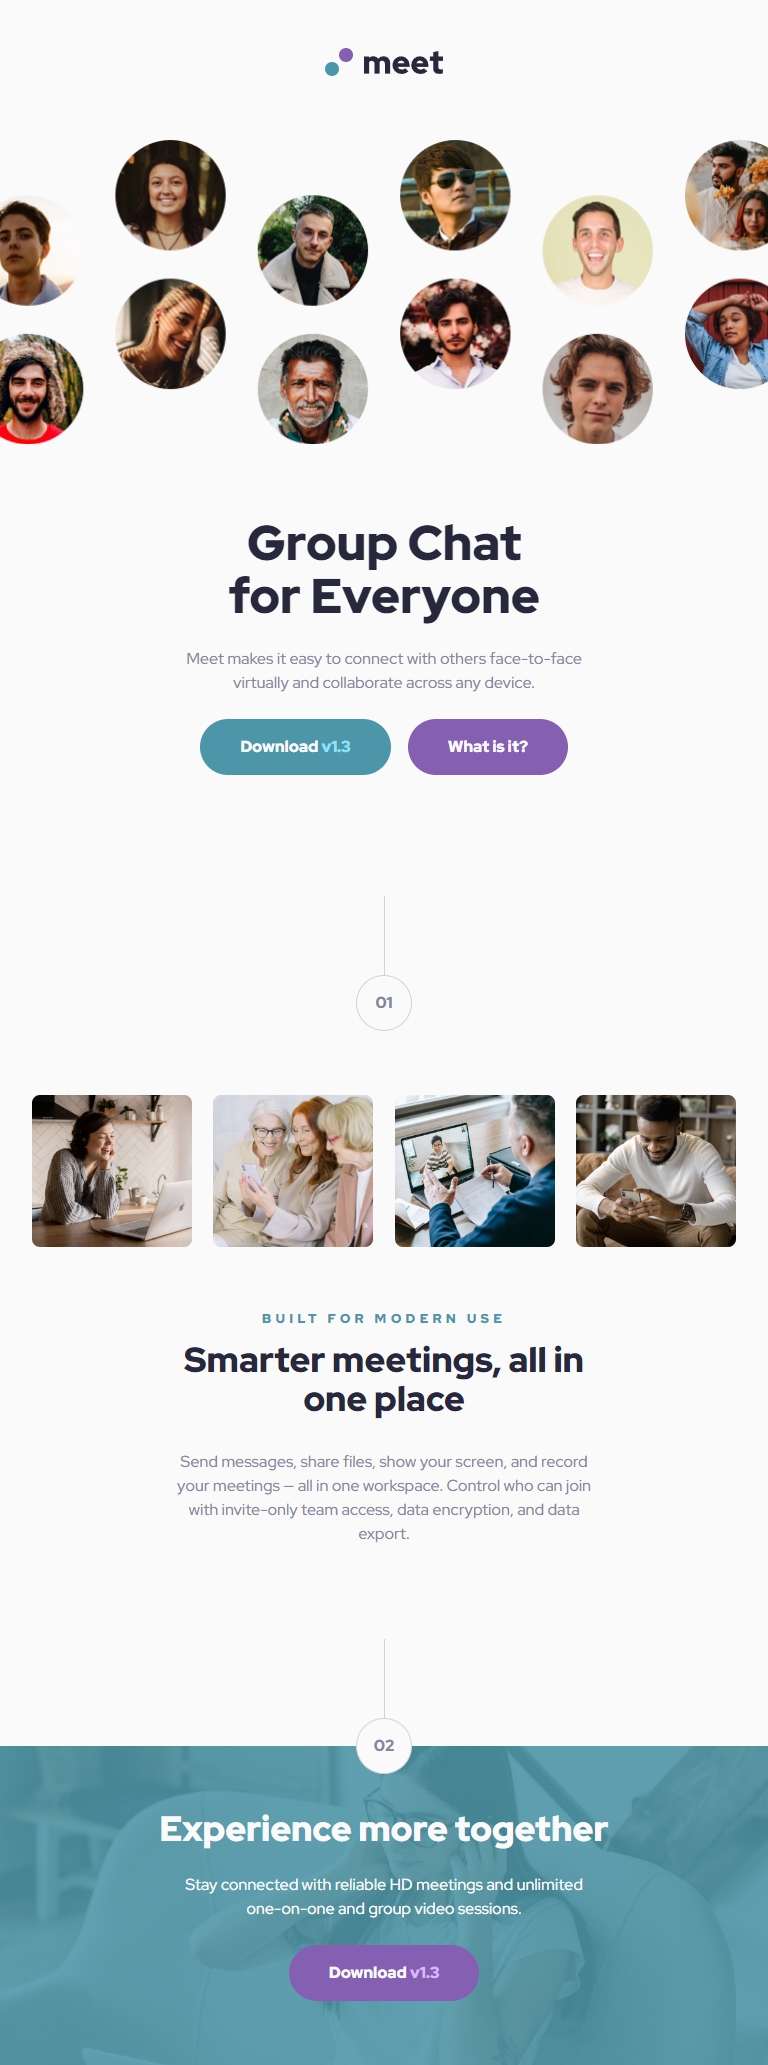 meet
Group Chat
for Everyone
Meet makes it easy to connect with others face-to-face
virtually and collaborate across any device.
Download v1.3
What is it?
01
BUILT FOR MODERN USE
Smarter meetings, all in
one place
Send messages, share files, show your screen, and record
your meetings — all in one workspace. Control who can join
with invite-only team access, data encryption, and data
export.
02
Experience more together
Stay connected with reliable HD meetings and unlimited
one-on-one and group video sessions.
Download v1.3